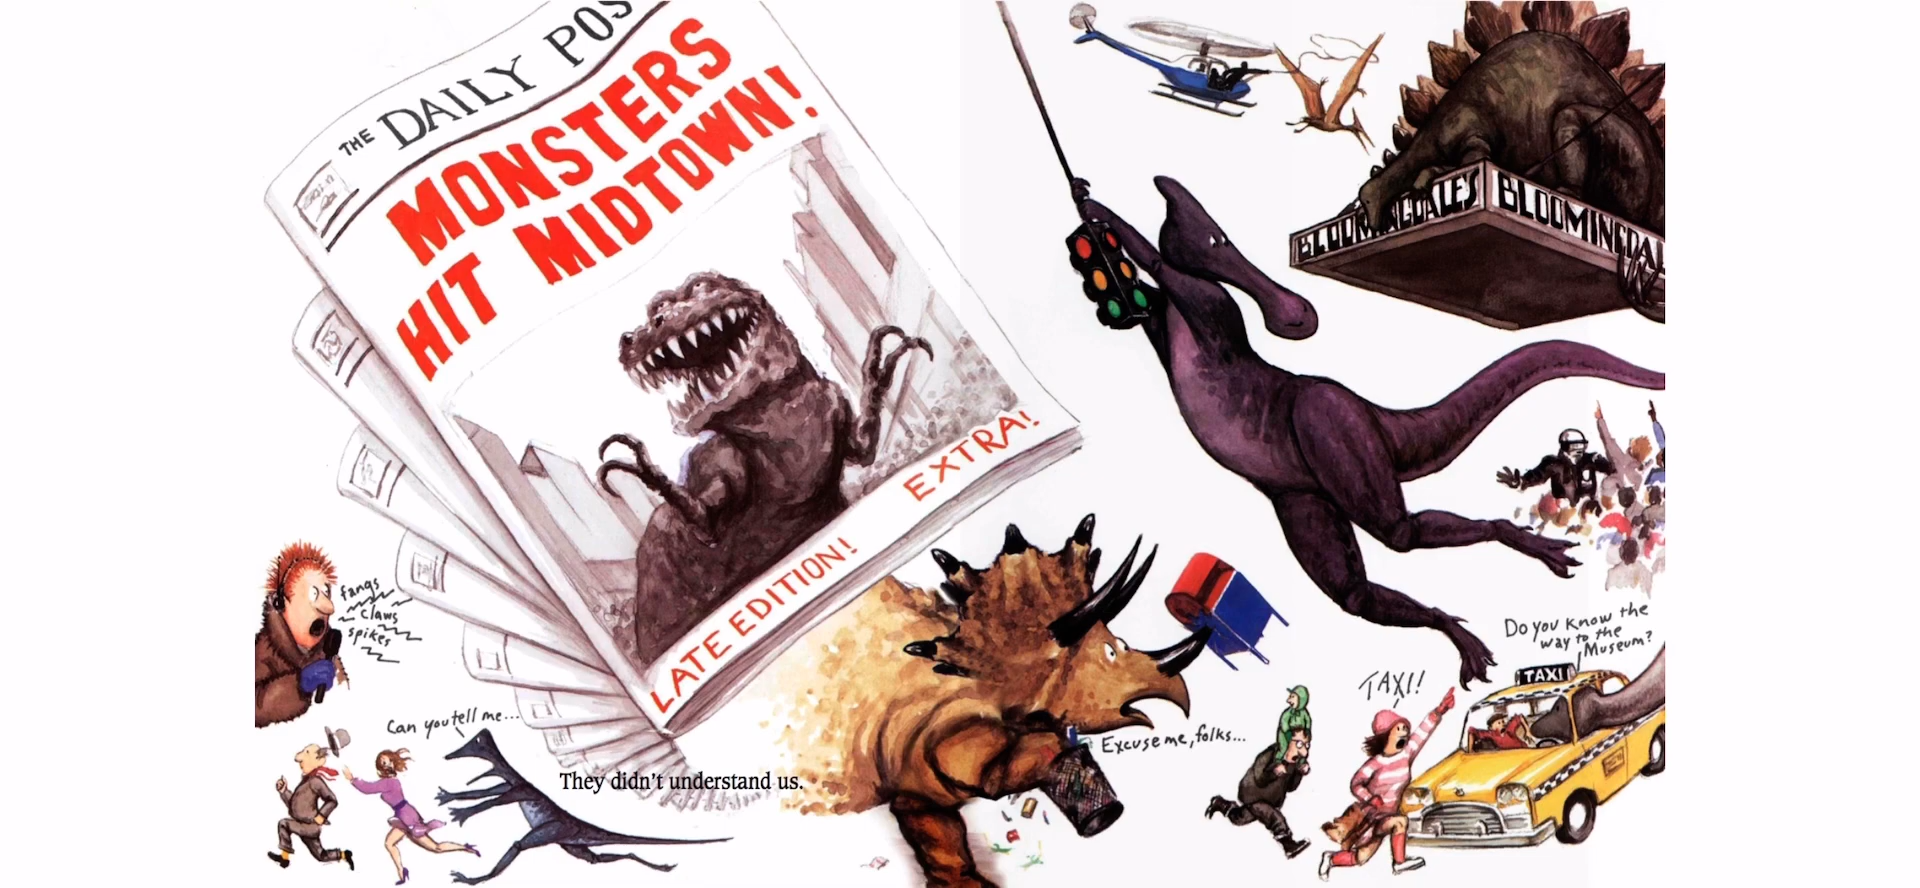 THE DAILY POS
MONSTERS
HIT MIDTOWN!
LATE EDITION! EXTRA!
BLOOMINGDALES
BLOOMINGDAL
fangs
claws
spikes
Can you tell me...
They didn't understand us.
Excuse me, folks...
TAXI!
Do you know the
way to the
Museum?
TAXI